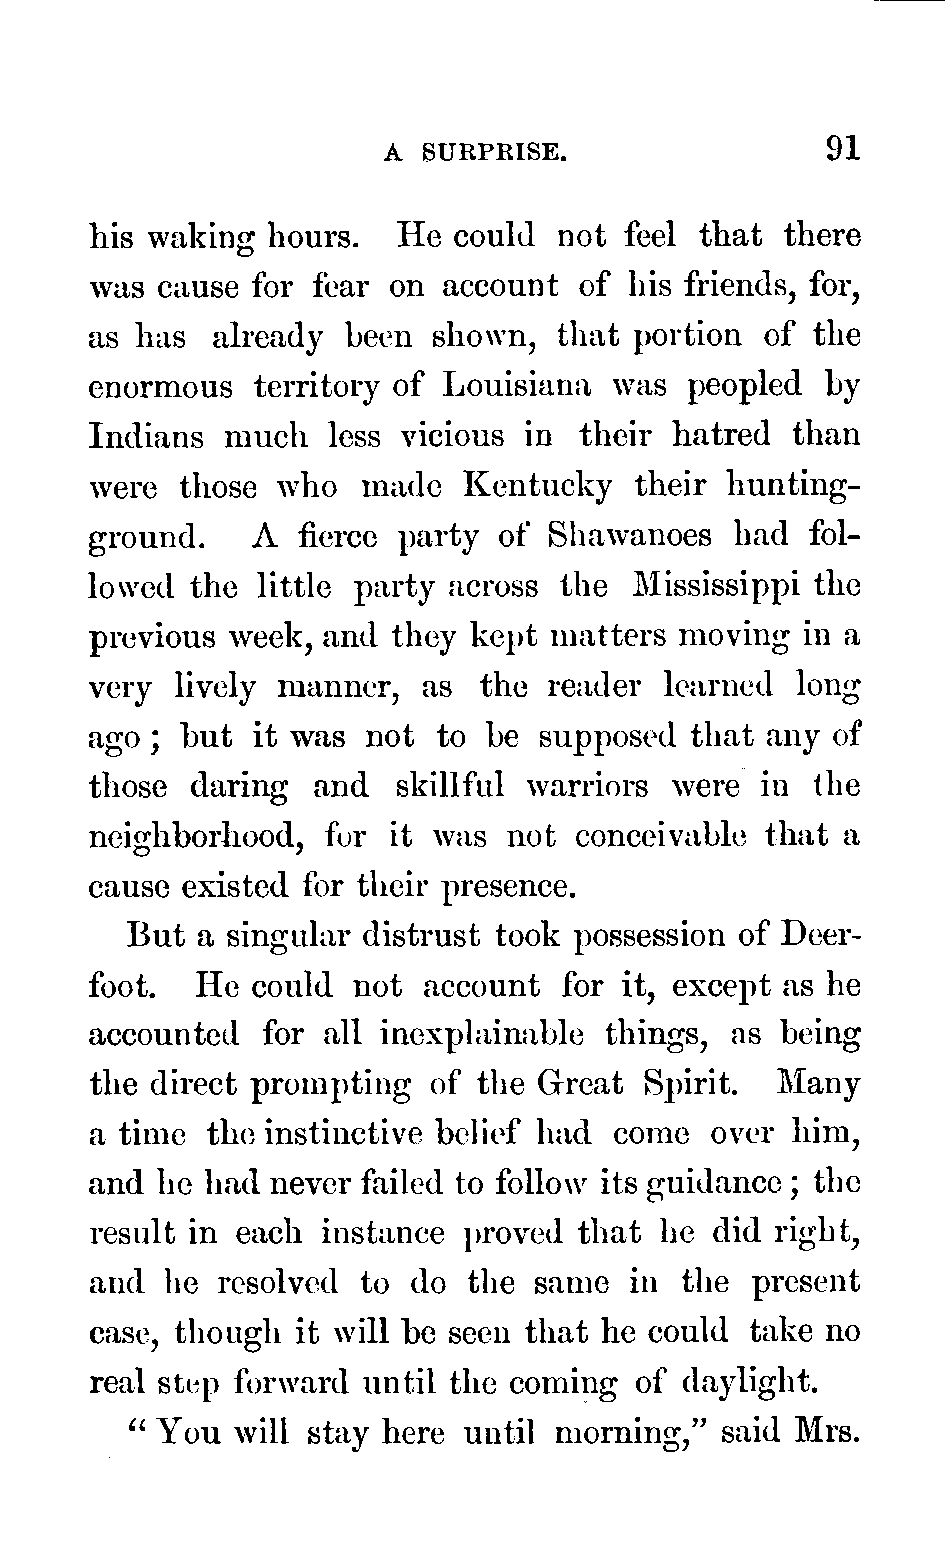 A SURPRISE. 91
his waking hours. He could not feel that there
was cause for fear on account of his friends, for,
as has already been shown, that portion of the
enormous territory of Louisiana was peopled by
Indians much less vicious in their hatred than
were those who made Kentucky their hunting-
ground. A fierce party of Shawanoes had fol-
lowed the little party across the Mississippi the
previous week, and they kept matters moving in a
very lively manner, as the reader learned long
ago ; but it was not to be supposed that any of
those daring and skillful warriors were in the
neighborhood, for it was not conceivable that a
cause existed for their presence.
But a singular distrust took possession of Deer-
foot. He could not account for it, except as he
accounted for all inexplainable things, as being
the direct prompting of the Great Spirit. Many
a time the instinctive belief had come over him,
and he had never failed to follow its guidance ; the
result in each instance proved that he did right,
and he resolved to do the same in the present
case, though it will be seen that he could take no
real step forward until the coming of daylight.
“ You will stay here until morning,” said Mrs.